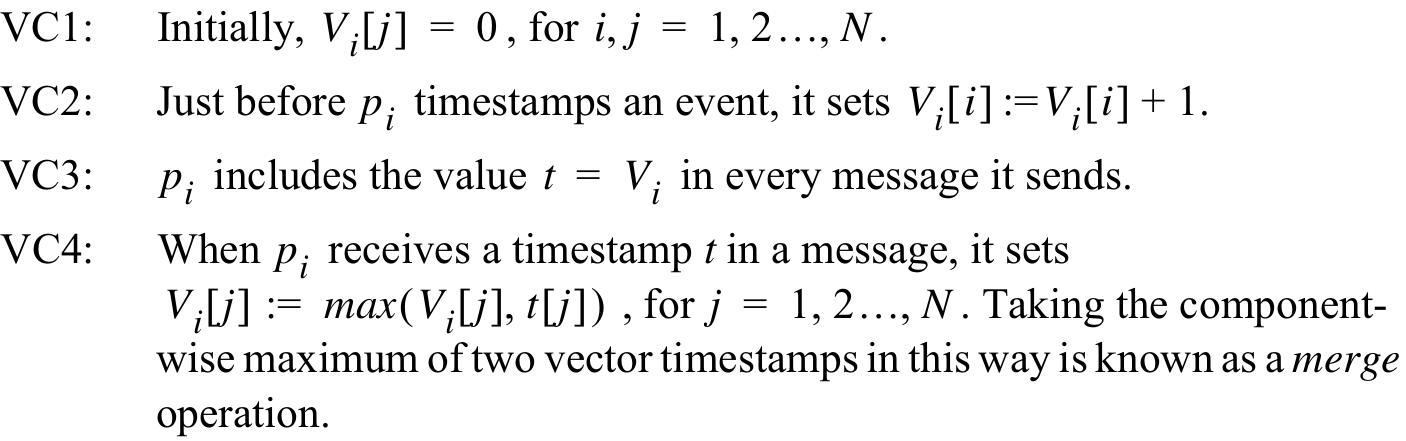 VC1: Initially, V_i[j] = 0, for i, j = 1, 2…, N.
VC2: Just before p_i timestamps an event, it sets V_i[i] := V_i[i] + 1.
VC3: p_i includes the value t = V_i in every message it sends.
VC4: When p_i receives a timestamp t in a message, it sets
V_i[j] := max(V_i[j], t[j]) , for j = 1, 2…, N. Taking the component-
wise maximum of two vector timestamps in this way is known as a merge
operation.